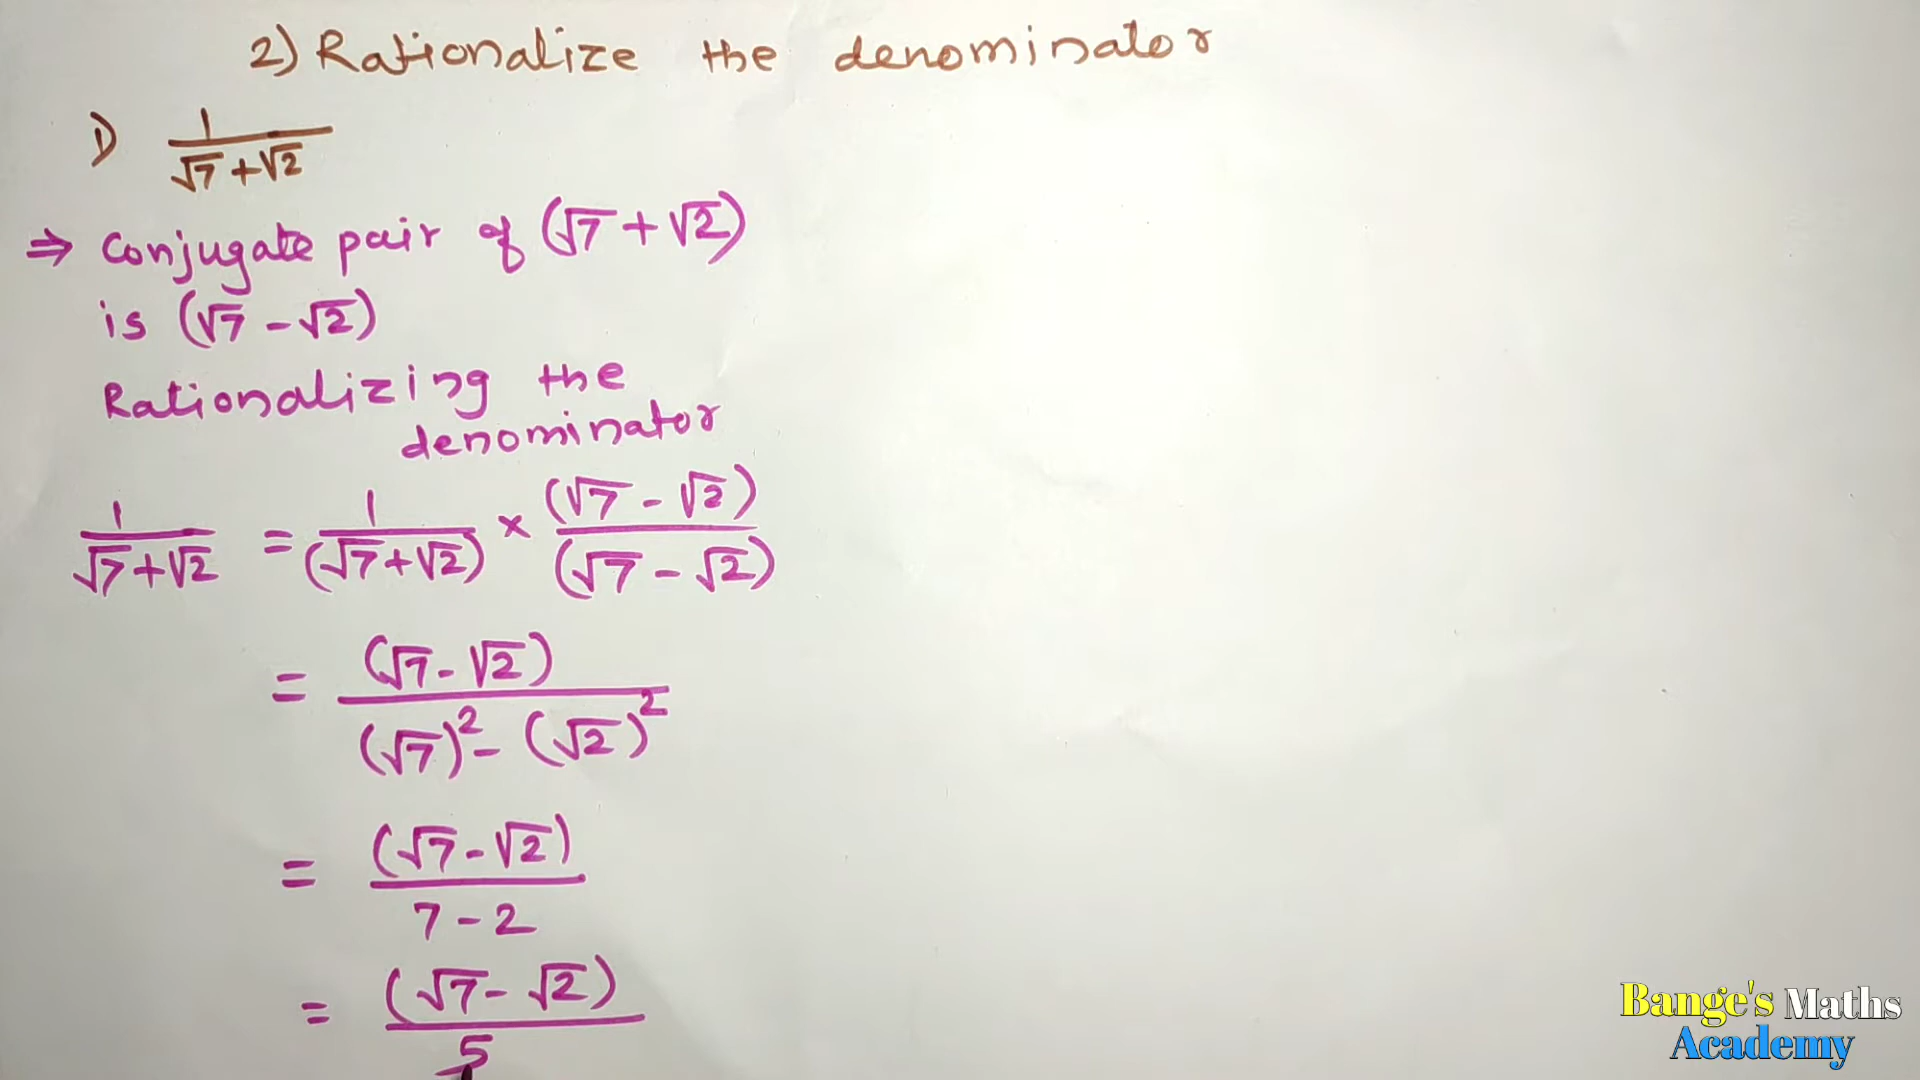 2) Rationalize the denominator
1) 1/(√7+√2)
⇒ Conjugate pair of (√7+√2)
is (√7-√2)
Rationalizing the
denominator
1/(√7+√2) = 1/(√7+√2) × (√7-√2)/(√7-√2)
= (√7-√2)/((√7)²-(√2)²)
= (√7-√2)/(7-2)
= (√7-√2)/5
Bange's Maths
Academy